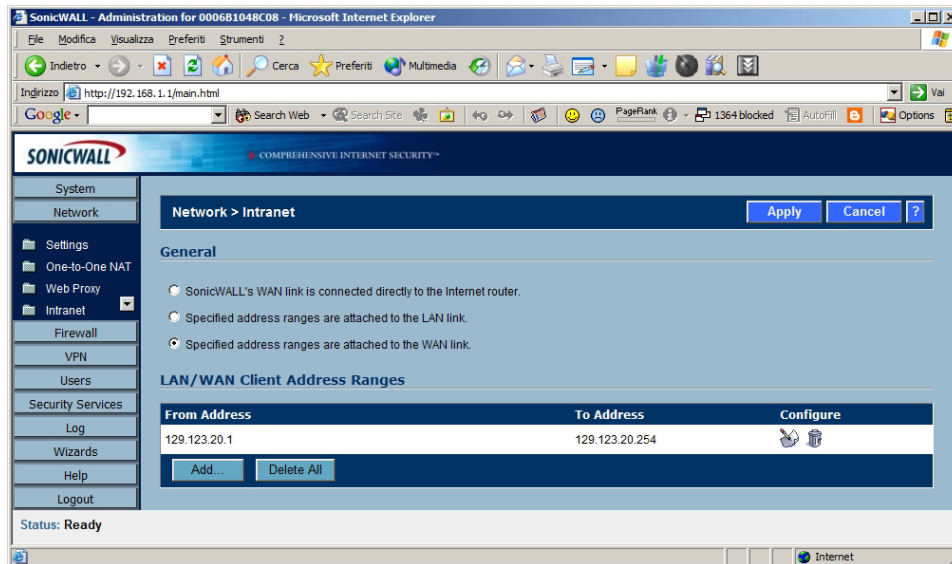 SonicWALL - Administration for 0006B1048C08 - Microsoft Internet Explorer
File Modifica Visualizza Preferiti Strumenti ?
Indietro Cerca Preferiti Multimedia
Indirizzo http://192.168.1.1/main.html Vai
Google Search Web Search Site PageRank 1364 blocked AutoFill Options
SONICWALL COMPREHENSIVE INTERNET SECURITY™
System
Network
Settings
One-to-One NAT
Web Proxy
Intranet
Firewall
VPN
Users
Security Services
Log
Wizards
Help
Logout
Network > Intranet Apply Cancel ?
General
SonicWALL's WAN link is connected directly to the Internet router.
Specified address ranges are attached to the LAN link.
Specified address ranges are attached to the WAN link.
LAN/WAN Client Address Ranges
From Address To Address Configure
129.123.20.1 129.123.20.254
Add... Delete All
Status: Ready
Internet